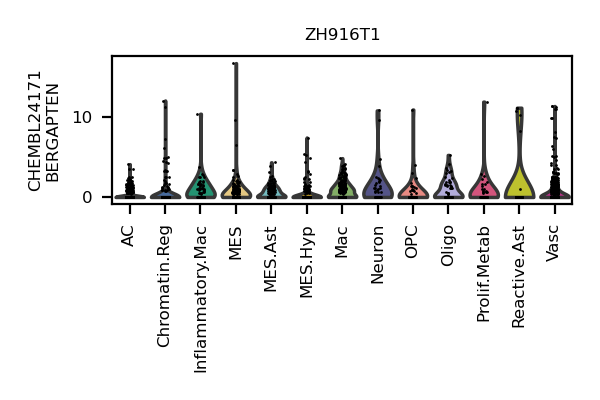 ZH916T1
CHEMBL24171
BERGAPTEN
10
0
AC
Chromatin.Reg
Inflammatory.Mac
MES
MES.Ast
MES.Hyp
Mac
Neuron
OPC
Oligo
Prolif.Metab
Reactive.Ast
Vasc